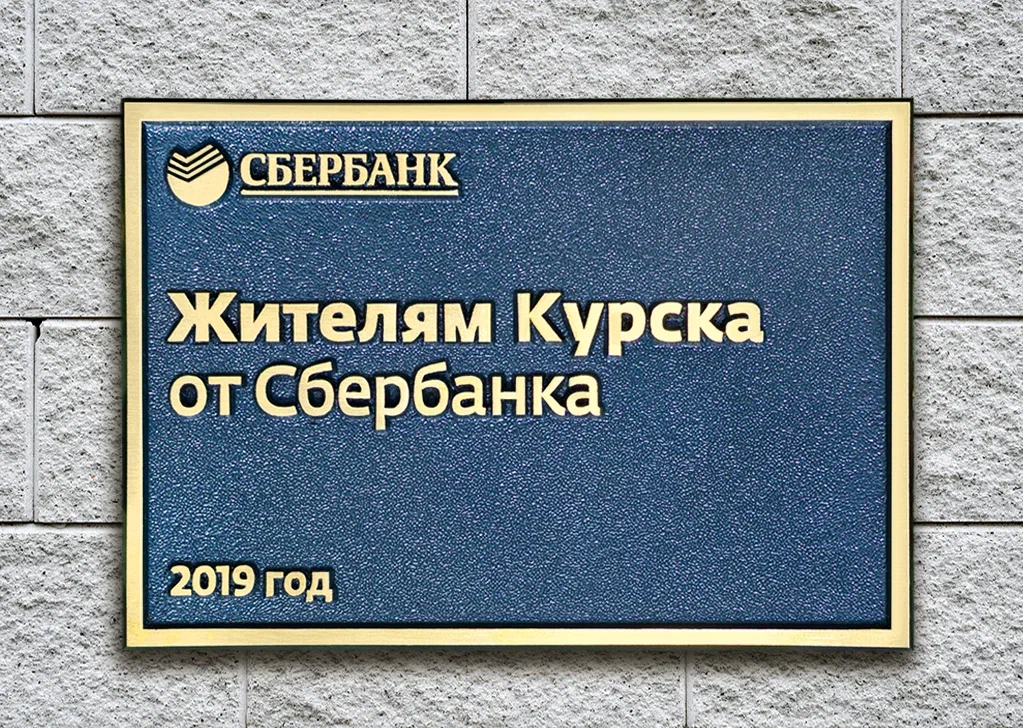 СБЕРБАНК
Жителям Курска
от Сбербанка
2019 год